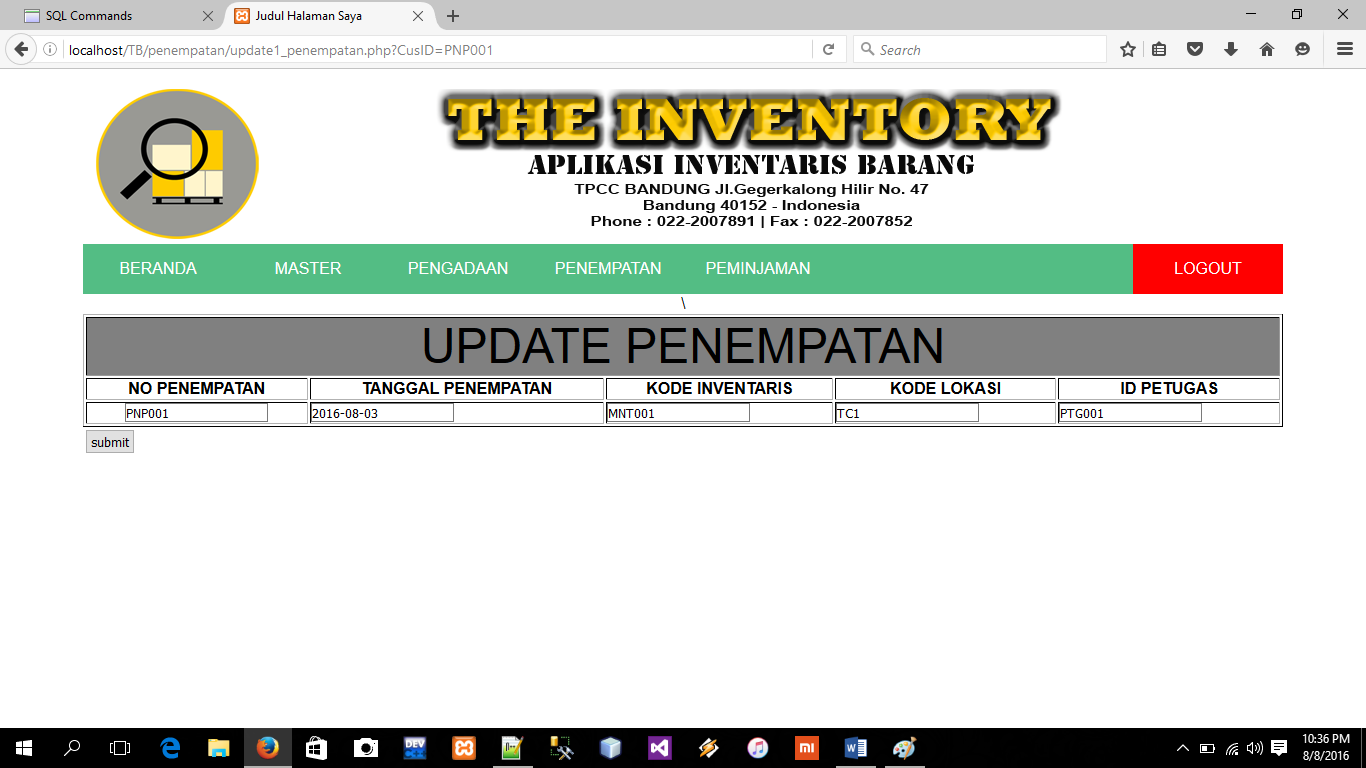 SQL Commands
Judul Halaman Saya
localhost/TB/penempatan/update1_penempatan.php?CusID=PNP001
Search
THE INVENTORY
APLIKASI INVENTARIS BARANG
TPCC BANDUNG Jl.Gegerkalong Hilir No. 47
Bandung 40152 - Indonesia
Phone : 022-2007891 | Fax : 022-2007852
BERANDA MASTER PENGADAAN PENEMPATAN PEMINJAMAN LOGOUT
\
UPDATE PENEMPATAN
NO PENEMPATAN TANGGAL PENEMPATAN KODE INVENTARIS KODE LOKASI ID PETUGAS
PNP001 2016-08-03 MNT001 TC1 PTG001
submit
DEV
10:36 PM
8/8/2016